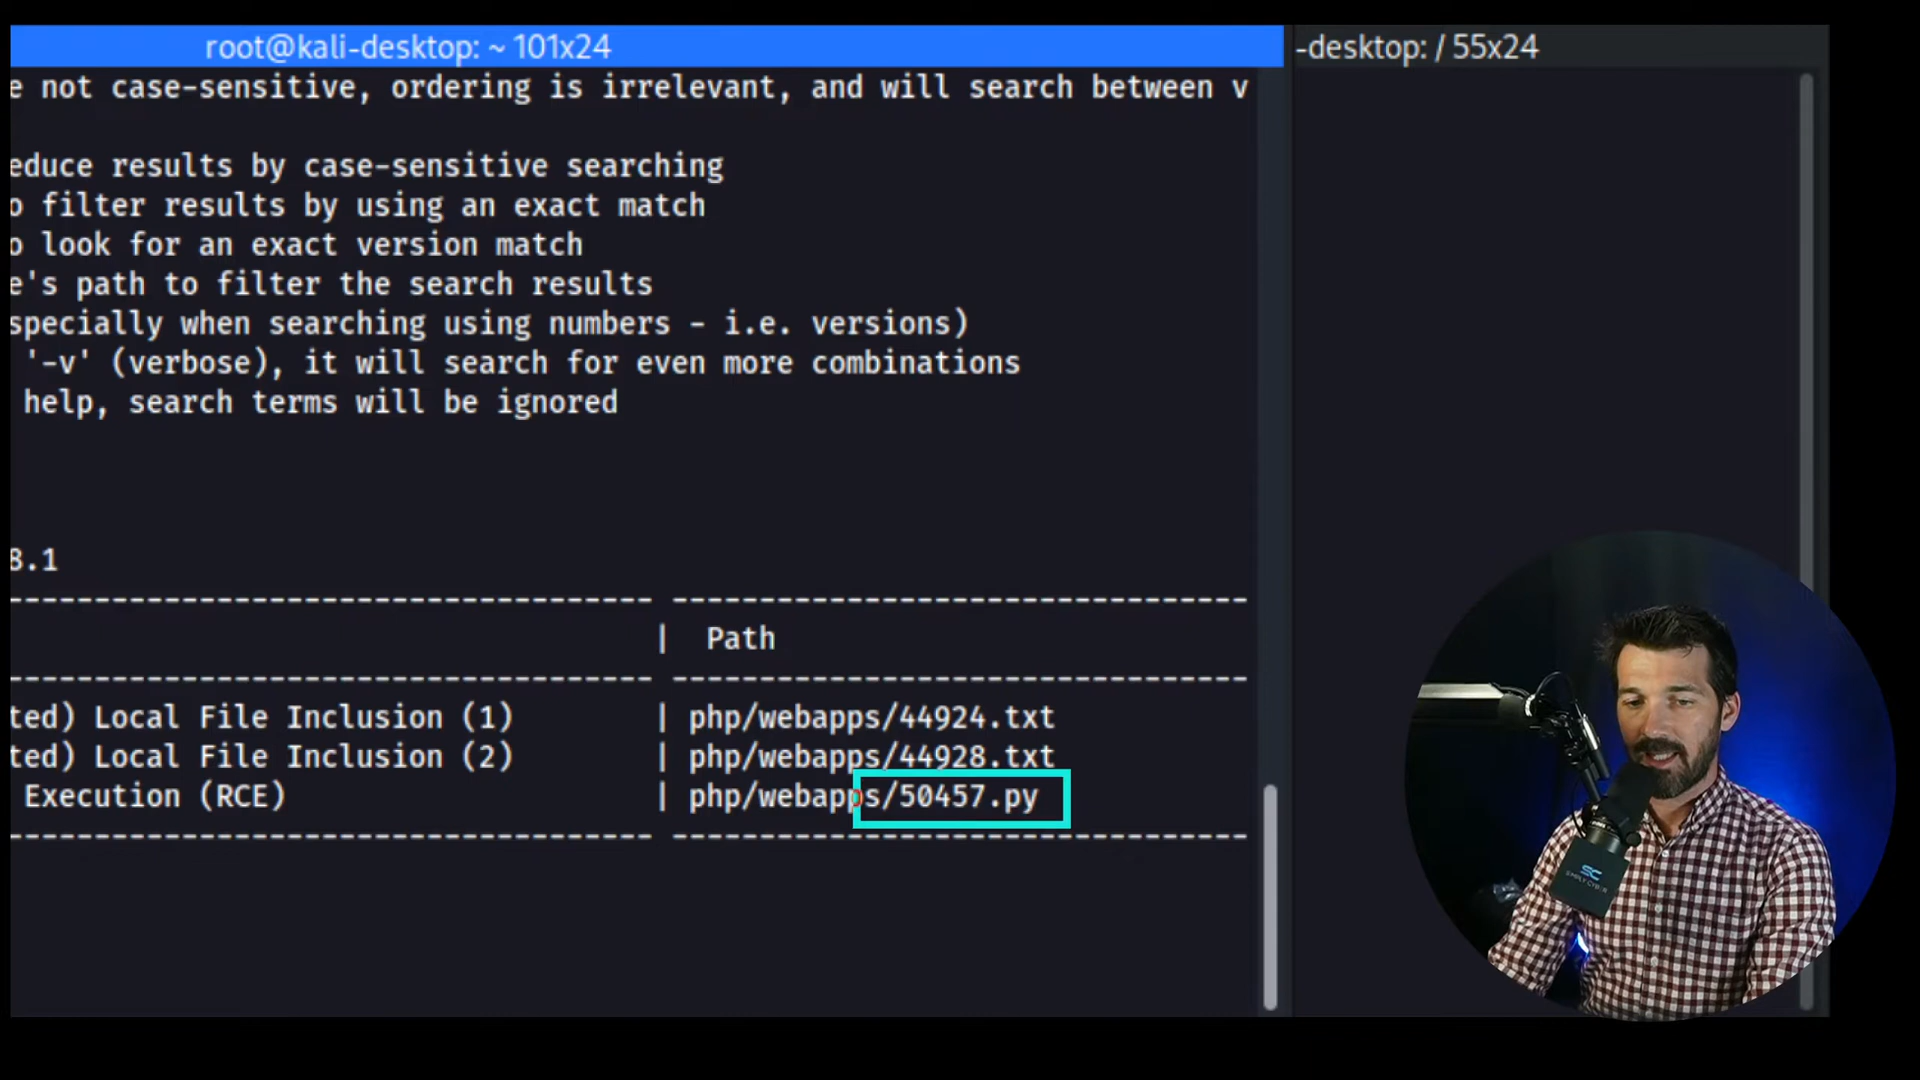 root@kali-desktop: ~ 101x24
-desktop: / 55x24
e not case-sensitive, ordering is irrelevant, and will search between v
educe results by case-sensitive searching
o filter results by using an exact match
o look for an exact version match
e's path to filter the search results
specially when searching using numbers - i.e. versions)
'-v' (verbose), it will search for even more combinations
help, search terms will be ignored
8.1
--------------------------------------- ---------------------------------
| Path
--------------------------------------- ---------------------------------
ted) Local File Inclusion (1) | php/webapps/44924.txt
ted) Local File Inclusion (2) | php/webapps/44928.txt
Execution (RCE) | php/webapps/50457.py
--------------------------------------- ---------------------------------
SC
SIMPLY CYBER